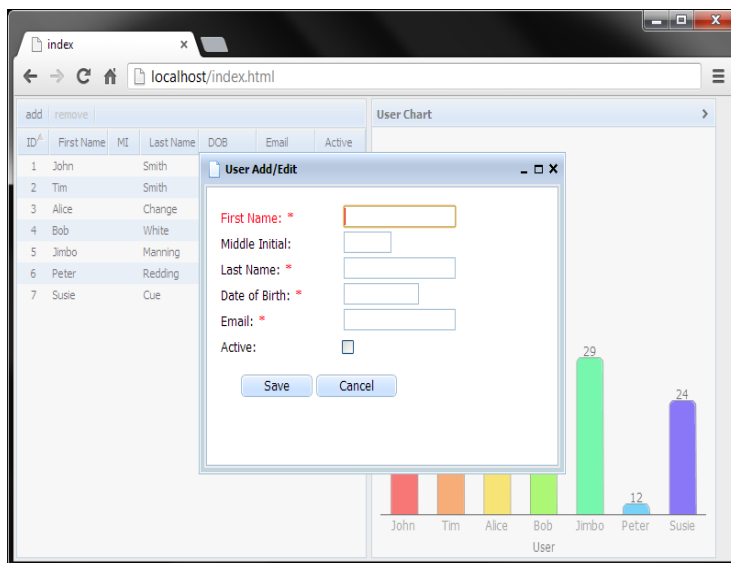 index
localhost/index.html
add remove
User Chart
ID First Name MI Last Name DOB Email Active
1 John Smith
2 Tim Smith
3 Alice Change
4 Bob White
5 Jimbo Manning
6 Peter Redding
7 Susie Cue
User Add/Edit
First Name: *
Middle Initial:
Last Name: *
Date of Birth: *
Email: *
Active:
Save Cancel
29
24
12
John Tim Alice Bob Jimbo Peter Susie
User